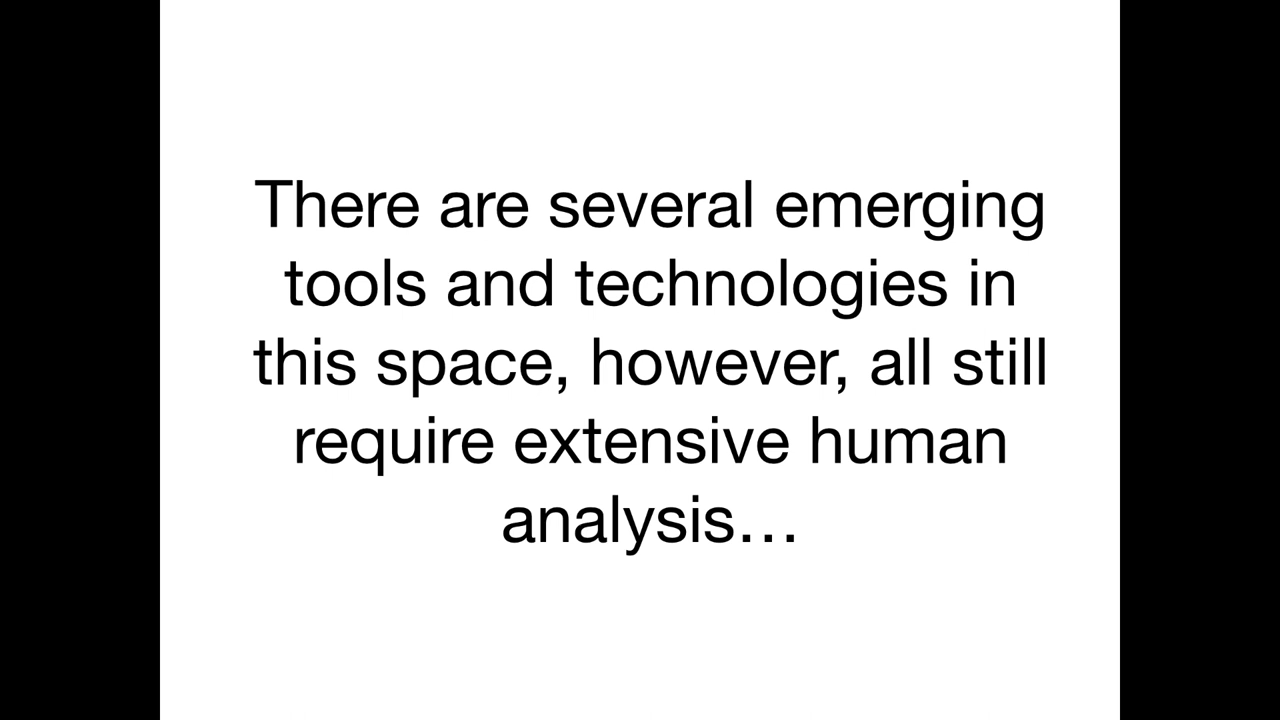 There are several emerging
tools and technologies in
this space, however, all still
require extensive human
analysis…